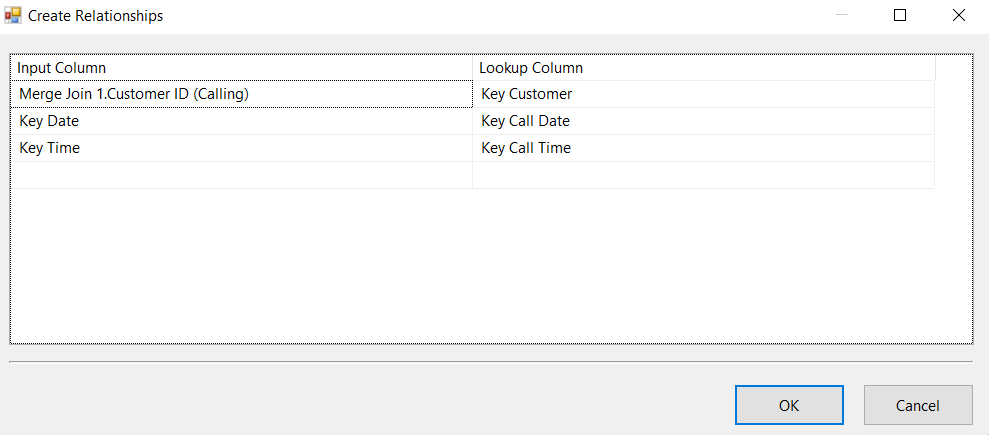 Create Relationships
Input Column Lookup Column
Merge Join 1.Customer ID (Calling) Key Customer
Key Date Key Call Date
Key Time Key Call Time
OK Cancel